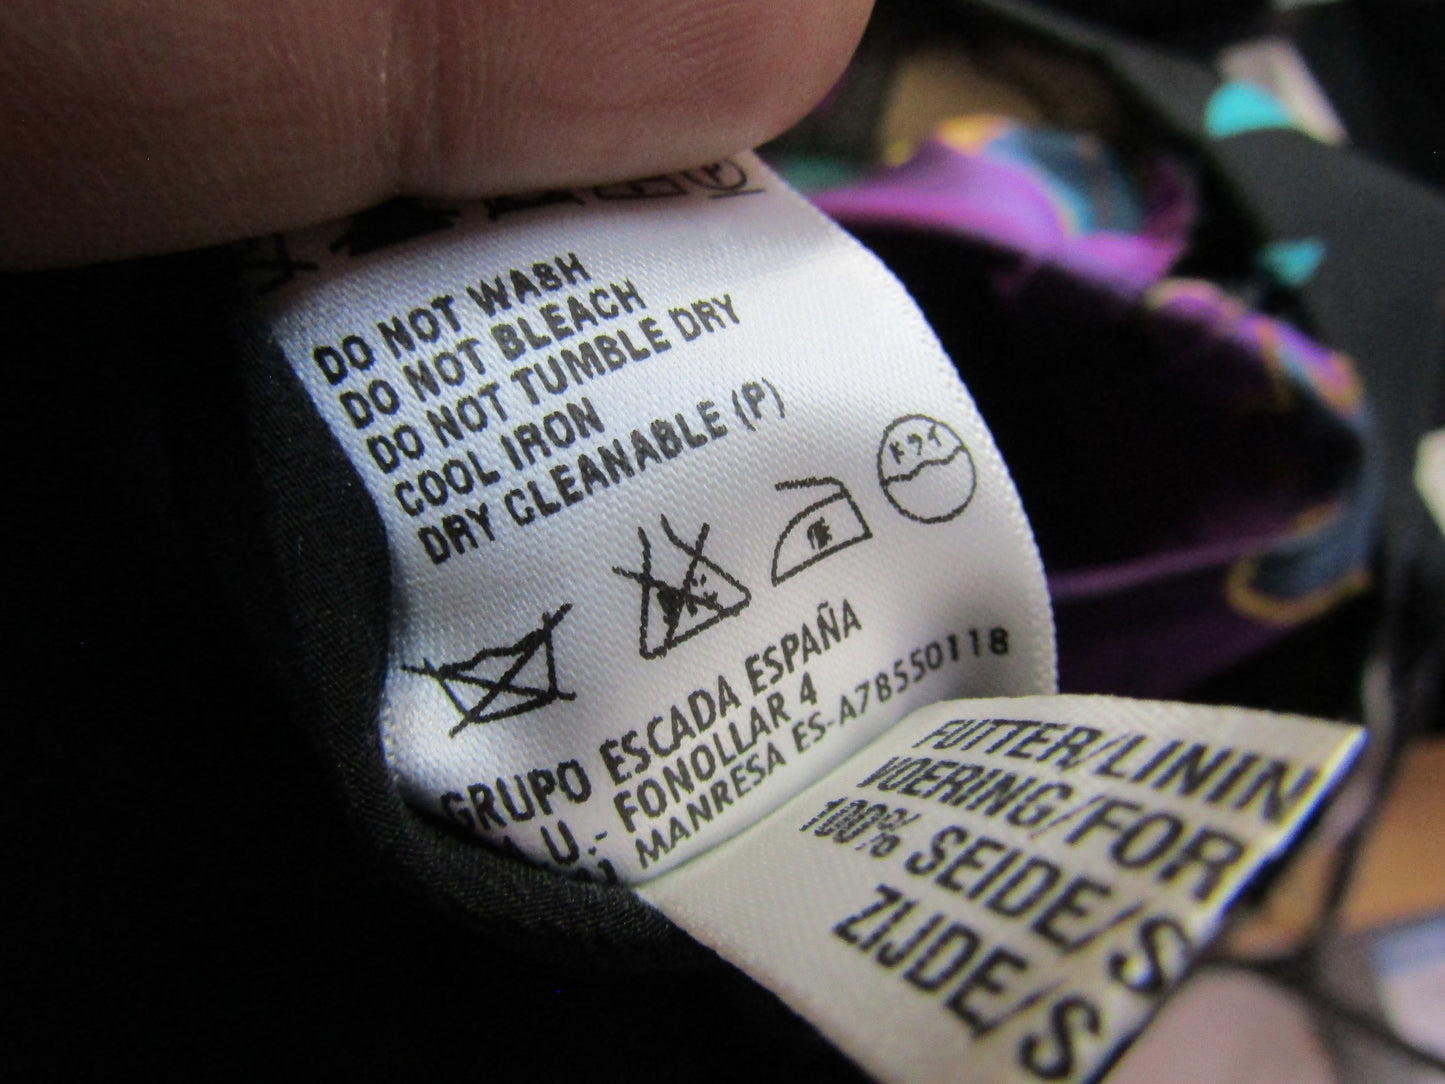 DO NOT WASH
DO NOT BLEACH
DO NOT TUMBLE DRY
COOL IRON
DRY CLEANABLE (P)
ドライ
GRUPO ESCADA ESPAÑA
U.- FONOLLAR 4
MANRESA ES-A78550118
FUTTER/LININ
VOERING/FOR
100% SEIDE/S
ZIJDE/S